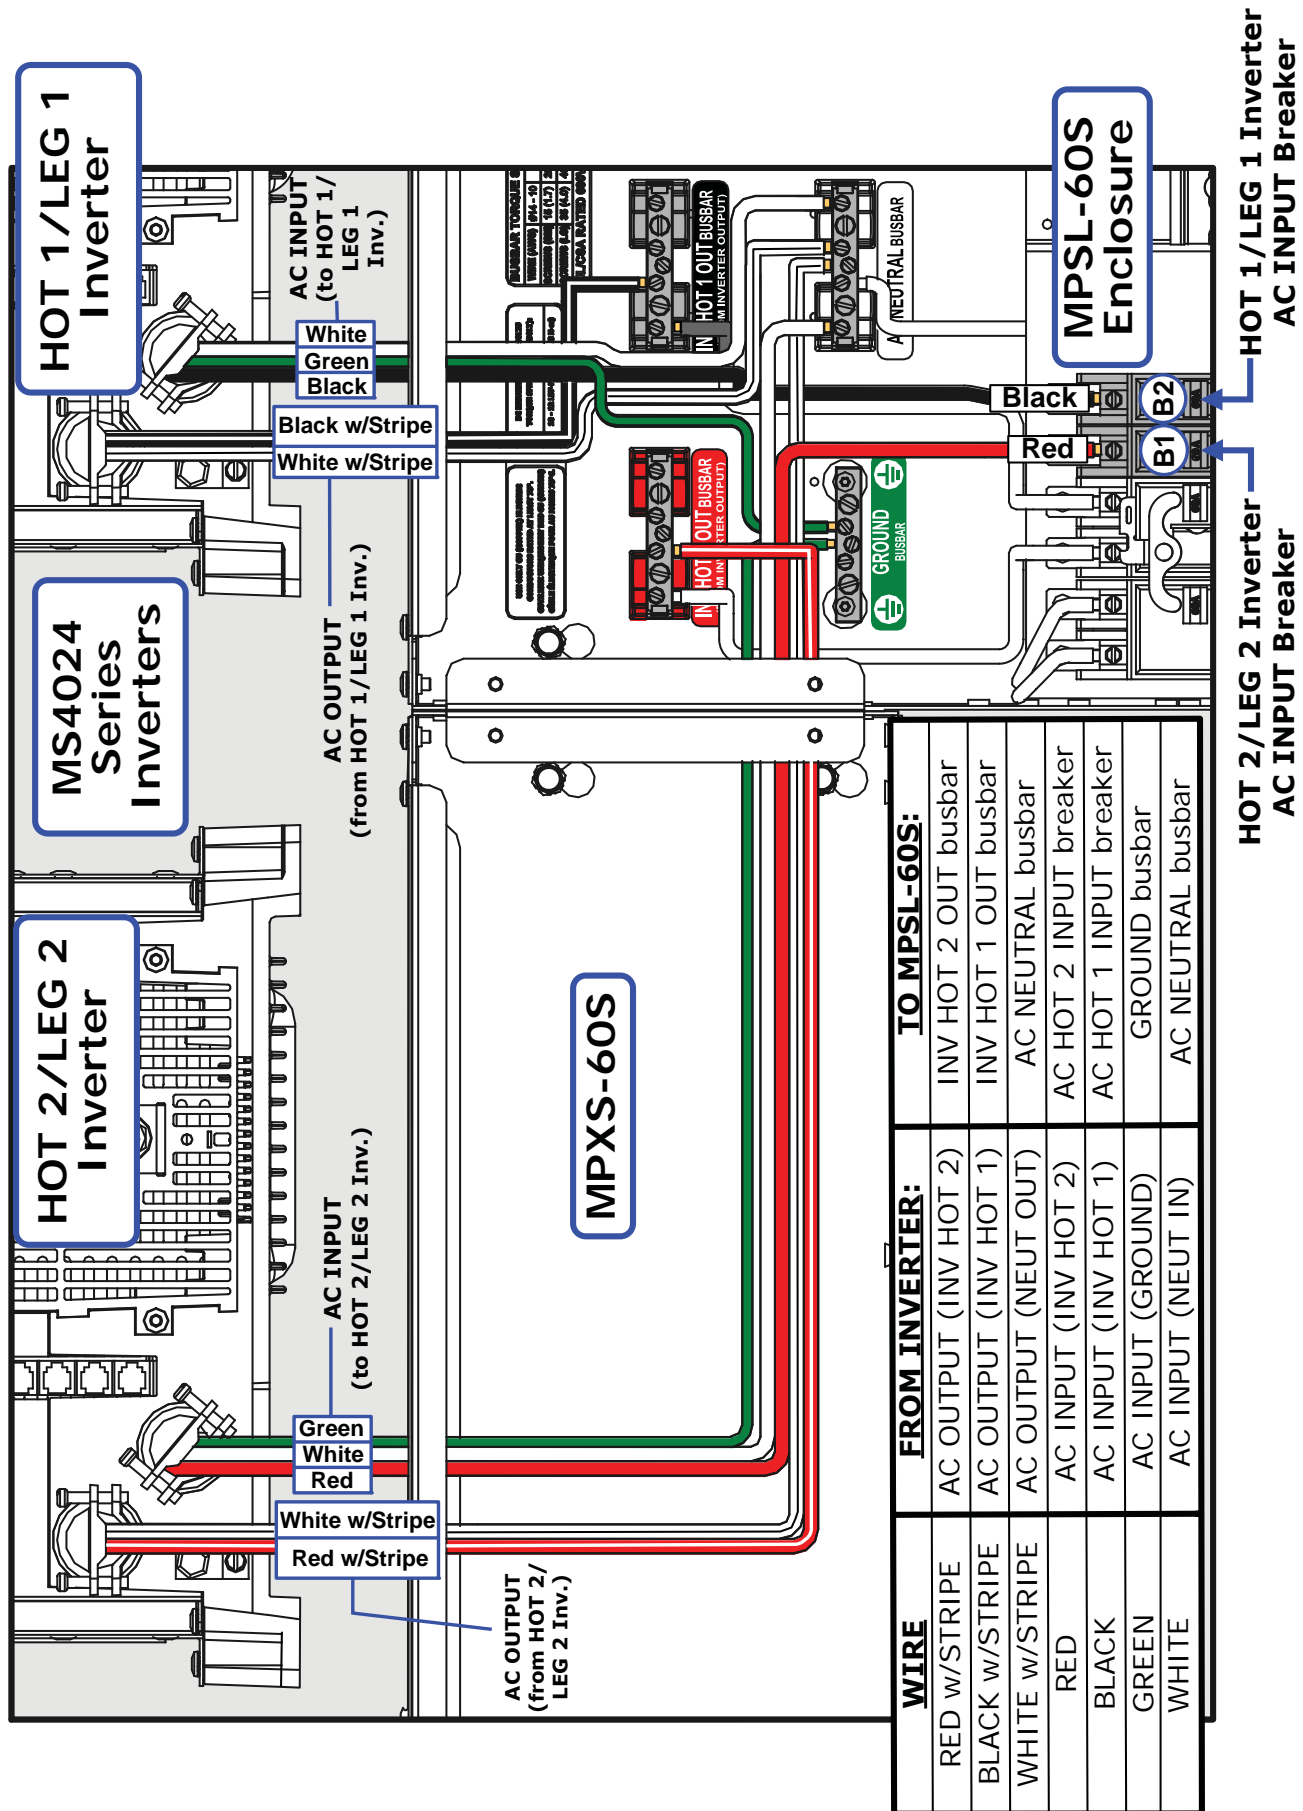 HOT 2/LEG 2
Inverter
MS4024
Series
Inverters
HOT 1/LEG 1
Inverter
AC INPUT
(to HOT 2/LEG 2 Inv.)
Green
White
Red
White w/Stripe
Red w/Stripe
AC OUTPUT
(from HOT 2/
LEG 2 Inv.)
AC OUTPUT
(from HOT 1/LEG 1 Inv.)
AC INPUT
(to HOT 1/
LEG 1
Inv.)
White
Green
Black
Black w/Stripe
White w/Stripe
MPXS-60S
BUSBAR TORQUE
HOT 1 OUT BUSBAR
INVERTER OUTPUT)
OUT BUSBAR
GROUND
BUSBAR
NEUTRAL BUSBAR
MPSL-60S
Enclosure
Black
Red
B1
B2
WIRE FROM INVERTER: TO MPSL-60S:
RED w/STRIPE AC OUTPUT (INV HOT 2) INV HOT 2 OUT busbar
BLACK w/STRIPE AC OUTPUT (INV HOT 1) INV HOT 1 OUT busbar
WHITE w/STRIPE AC OUTPUT (NEUT OUT) AC NEUTRAL busbar
RED AC INPUT (INV HOT 2) AC HOT 2 INPUT breaker
BLACK AC INPUT (INV HOT 1) AC HOT 1 INPUT breaker
GREEN AC INPUT (GROUND) GROUND busbar
WHITE AC INPUT (NEUT IN) AC NEUTRAL busbar
HOT 2/LEG 2 Inverter
AC INPUT Breaker
HOT 1/LEG 1 Inverter
AC INPUT Breaker